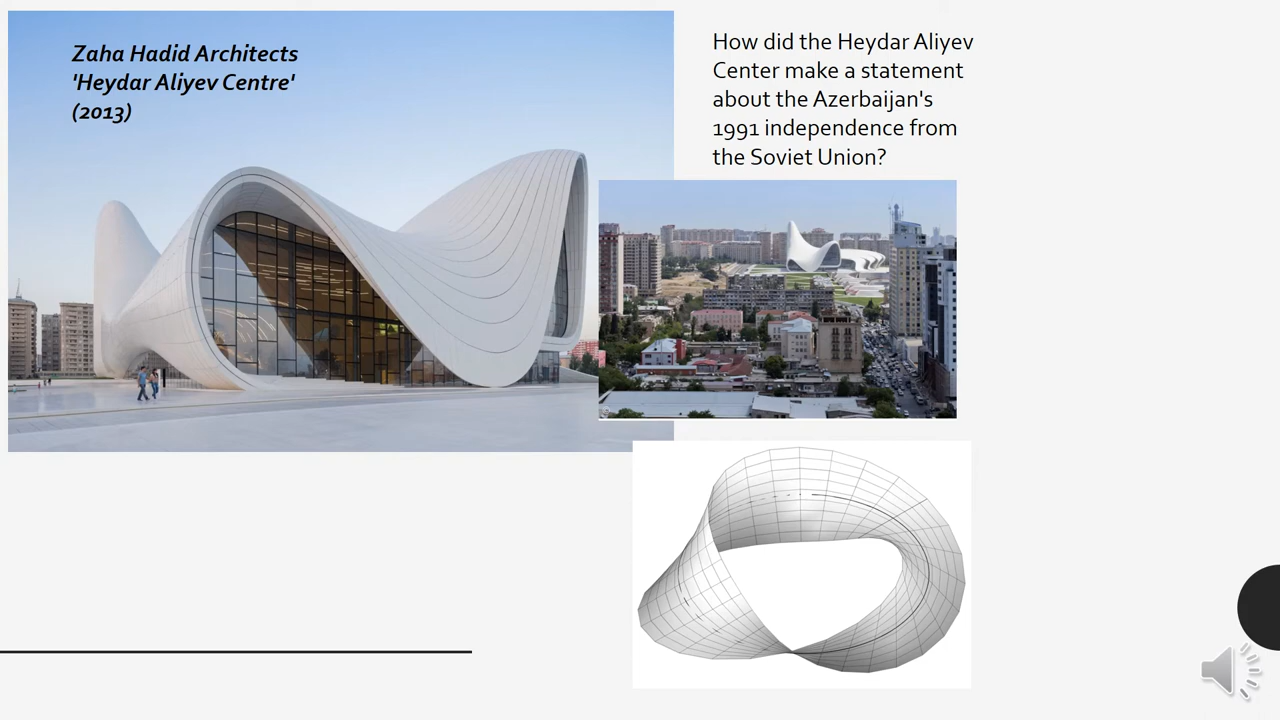 Zaha Hadid Architects
'Heydar Aliyev Centre'
(2013)
How did the Heydar Aliyev
Center make a statement
about the Azerbaijan's
1991 independence from
the Soviet Union?